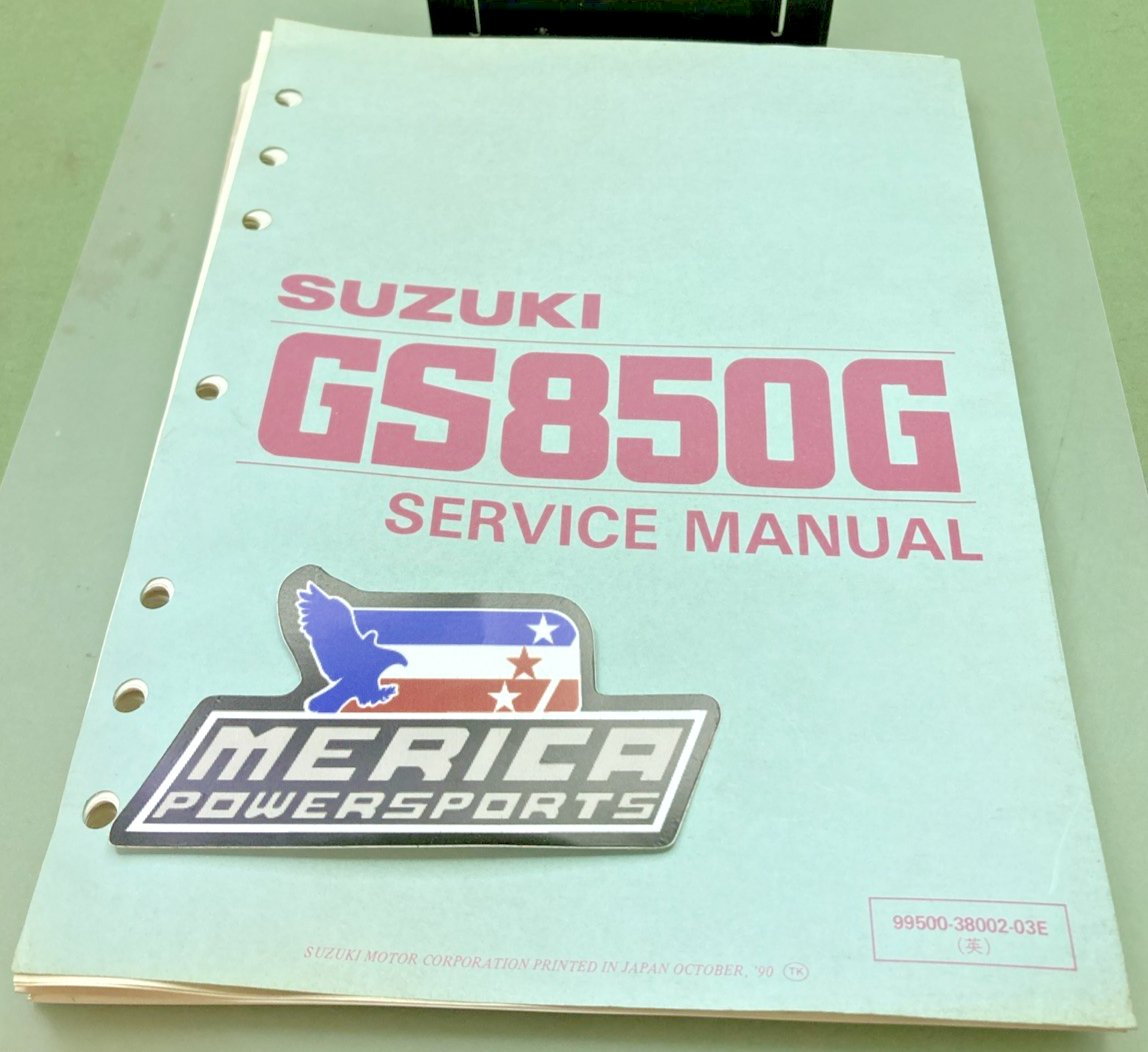 SUZUKI
GS850G
SERVICE MANUAL
MERICA
POWERSPORTS
99500-38002-03E
(英)
SUZUKI MOTOR CORPORATION PRINTED IN JAPAN OCTOBER, '90 TK